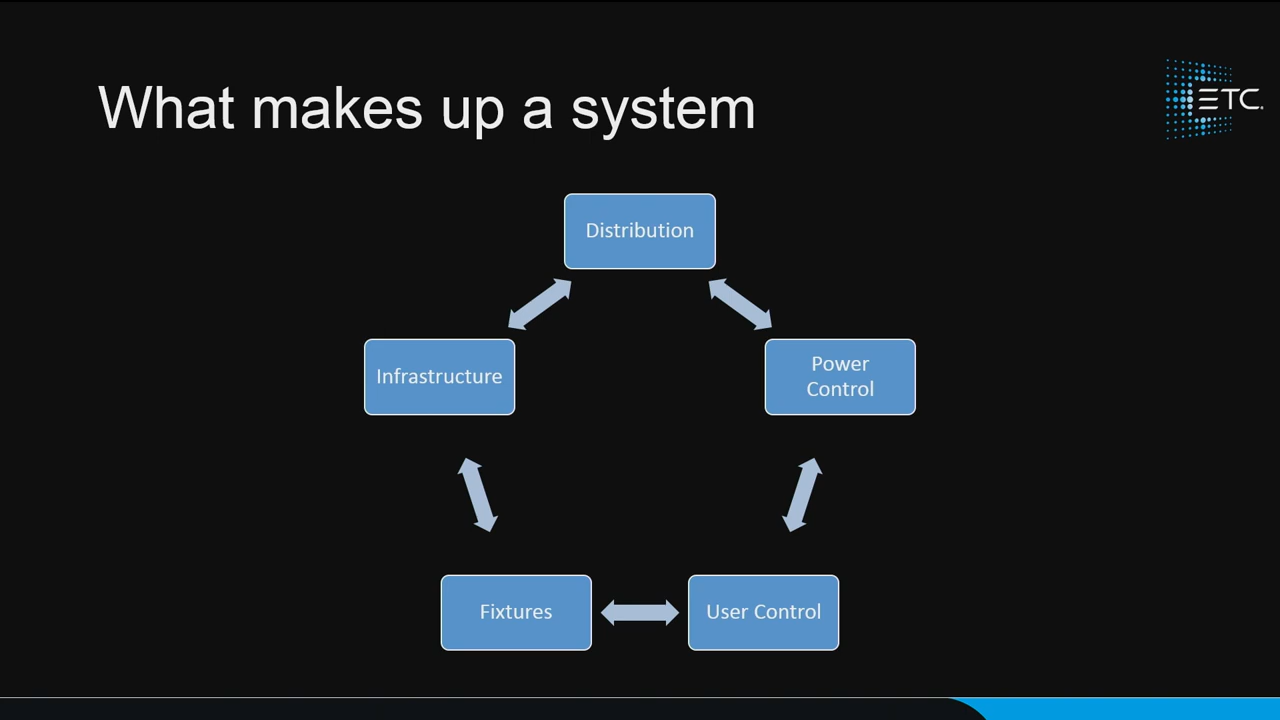 What makes up a system
ETC
Distribution
Infrastructure
Power
Control
Fixtures
User Control